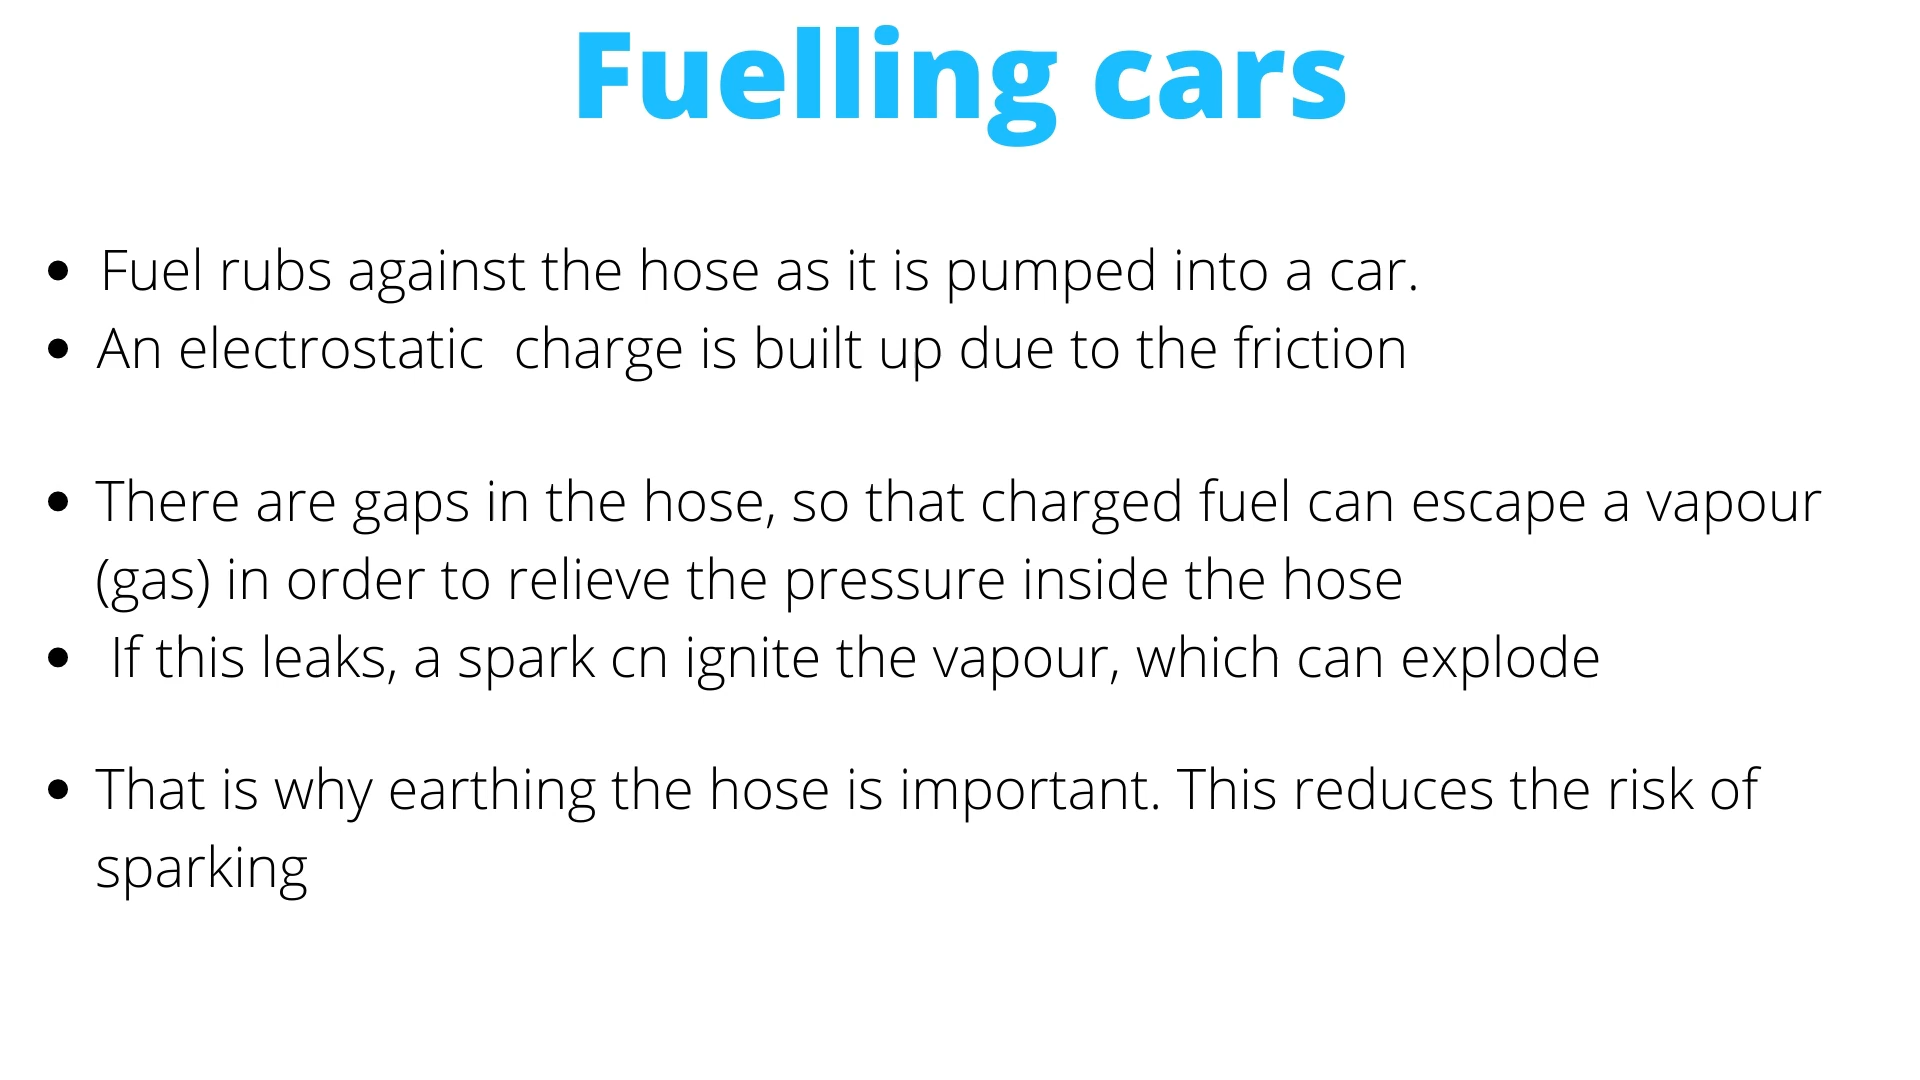 Fuelling cars
• Fuel rubs against the hose as it is pumped into a car.
• An electrostatic  charge is built up due to the friction
• There are gaps in the hose, so that charged fuel can escape a vapour
(gas) in order to relieve the pressure inside the hose
• If this leaks, a spark cn ignite the vapour, which can explode
• That is why earthing the hose is important. This reduces the risk of
sparking